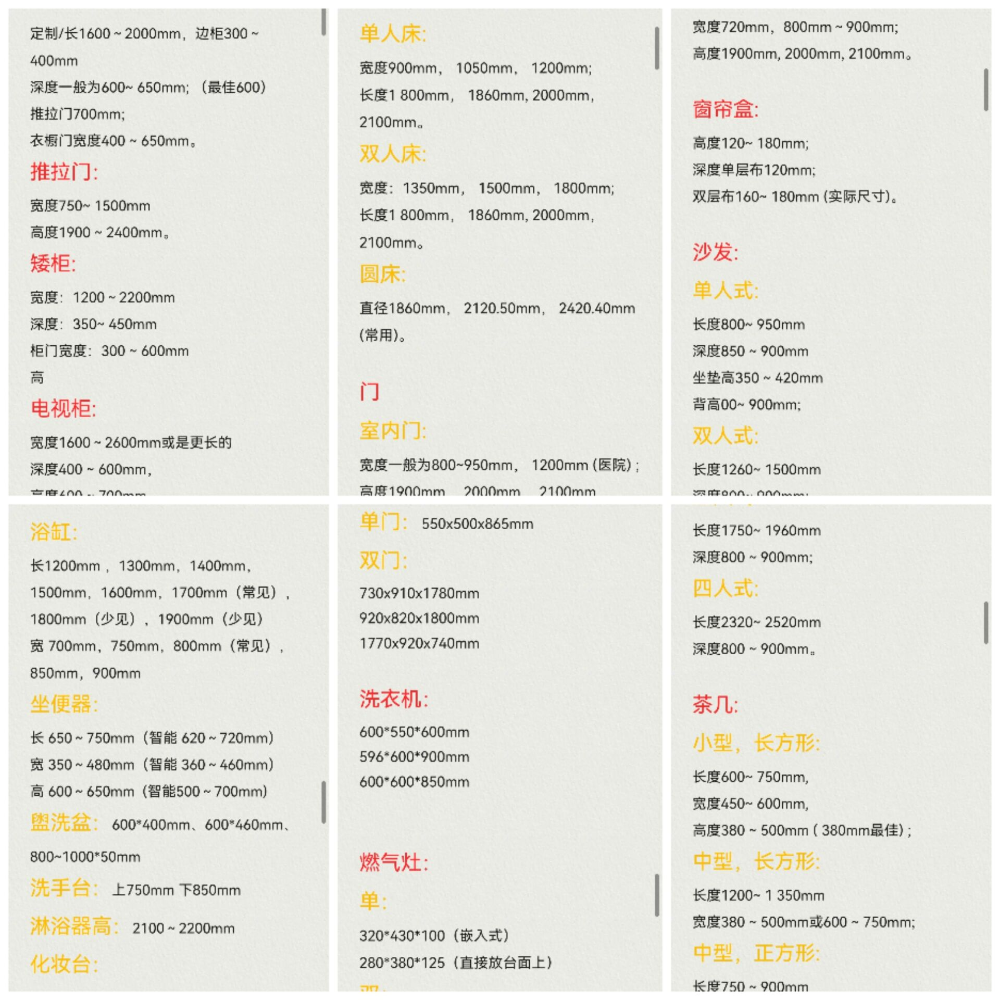 定制/长1600 ~ 2000mm，边柜300 ~
400mm
深度一般为600~ 650mm; （最佳600）
推拉门700mm;
衣橱门宽度400 ~ 650mm。
推拉门：
宽度750~ 1500mm
高度1900 ~ 2400mm。
矮柜:
宽度：1200 ~ 2200mm
深度：350~ 450mm
柜门宽度：300 ~ 600mm
高
电视柜:
宽度1600 ~ 2600mm或是更长的
深度400 ~ 600mm，
高度600 ~ 700mm
单人床:
宽度900mm， 1050mm， 1200mm;
长度1 800mm， 1860mm, 2000mm，
2100mm。
双人床:
宽度：1350mm， 1500mm， 1800mm;
长度1 800mm， 1860mm, 2000mm，
2100mm。
圆床:
直径1860mm， 2120.50mm， 2420.40mm
(常用)。
门
室内门:
宽度一般为800~950mm， 1200mm (医院) ;
高度1900mm 2000mm 2100mm
宽度720mm，800mm ~ 900mm;
高度1900mm, 2000mm, 2100mm。
窗帘盒:
高度120~ 180mm;
深度单层布120mm;
双层布160~ 180mm (实际尺寸)。
沙发:
单人式:
长度800~ 950mm
深度850 ~ 900mm
坐垫高350 ~ 420mm
背高00~ 900mm;
双人式:
长度1260~ 1500mm
深度800~ 900mm;
浴缸：
长1200mm ，1300mm，1400mm，
1500mm，1600mm，1700mm（常见）,
1800mm（少见）, 1900mm（少见）
宽 700mm，750mm，800mm（常见）,
850mm，900mm
坐便器：
长 650 ~ 750mm（智能 620 ~ 720mm）
宽 350 ~ 480mm（智能 360 ~ 460mm）
高 600 ~ 650mm（智能500 ~ 700mm）
盥洗盆： 600*400mm、600*460mm、
800~1000*50mm
洗手台： 上750mm 下850mm
淋浴器高： 2100 ~ 2200mm
化妆台：
单门： 550x500x865mm
双门：
730x910x1780mm
920x820x1800mm
1770x920x740mm
洗衣机：
600*550*600mm
596*600*900mm
600*600*850mm
燃气灶：
单：
320*430*100（嵌入式）
280*380*125（直接放台面上）
双：
长度1750~ 1960mm
深度800 ~ 900mm;
四人式:
长度2320~ 2520mm
深度800 ~ 900mm。
茶几:
小型，长方形:
长度600~ 750mm,
宽度450~ 600mm,
高度380 ~ 500mm ( 380mm最佳) ;
中型，长方形:
长度1200~ 1 350mm
宽度380 ~ 500mm或600 ~ 750mm;
中型，正方形:
长度750 ~ 900mm